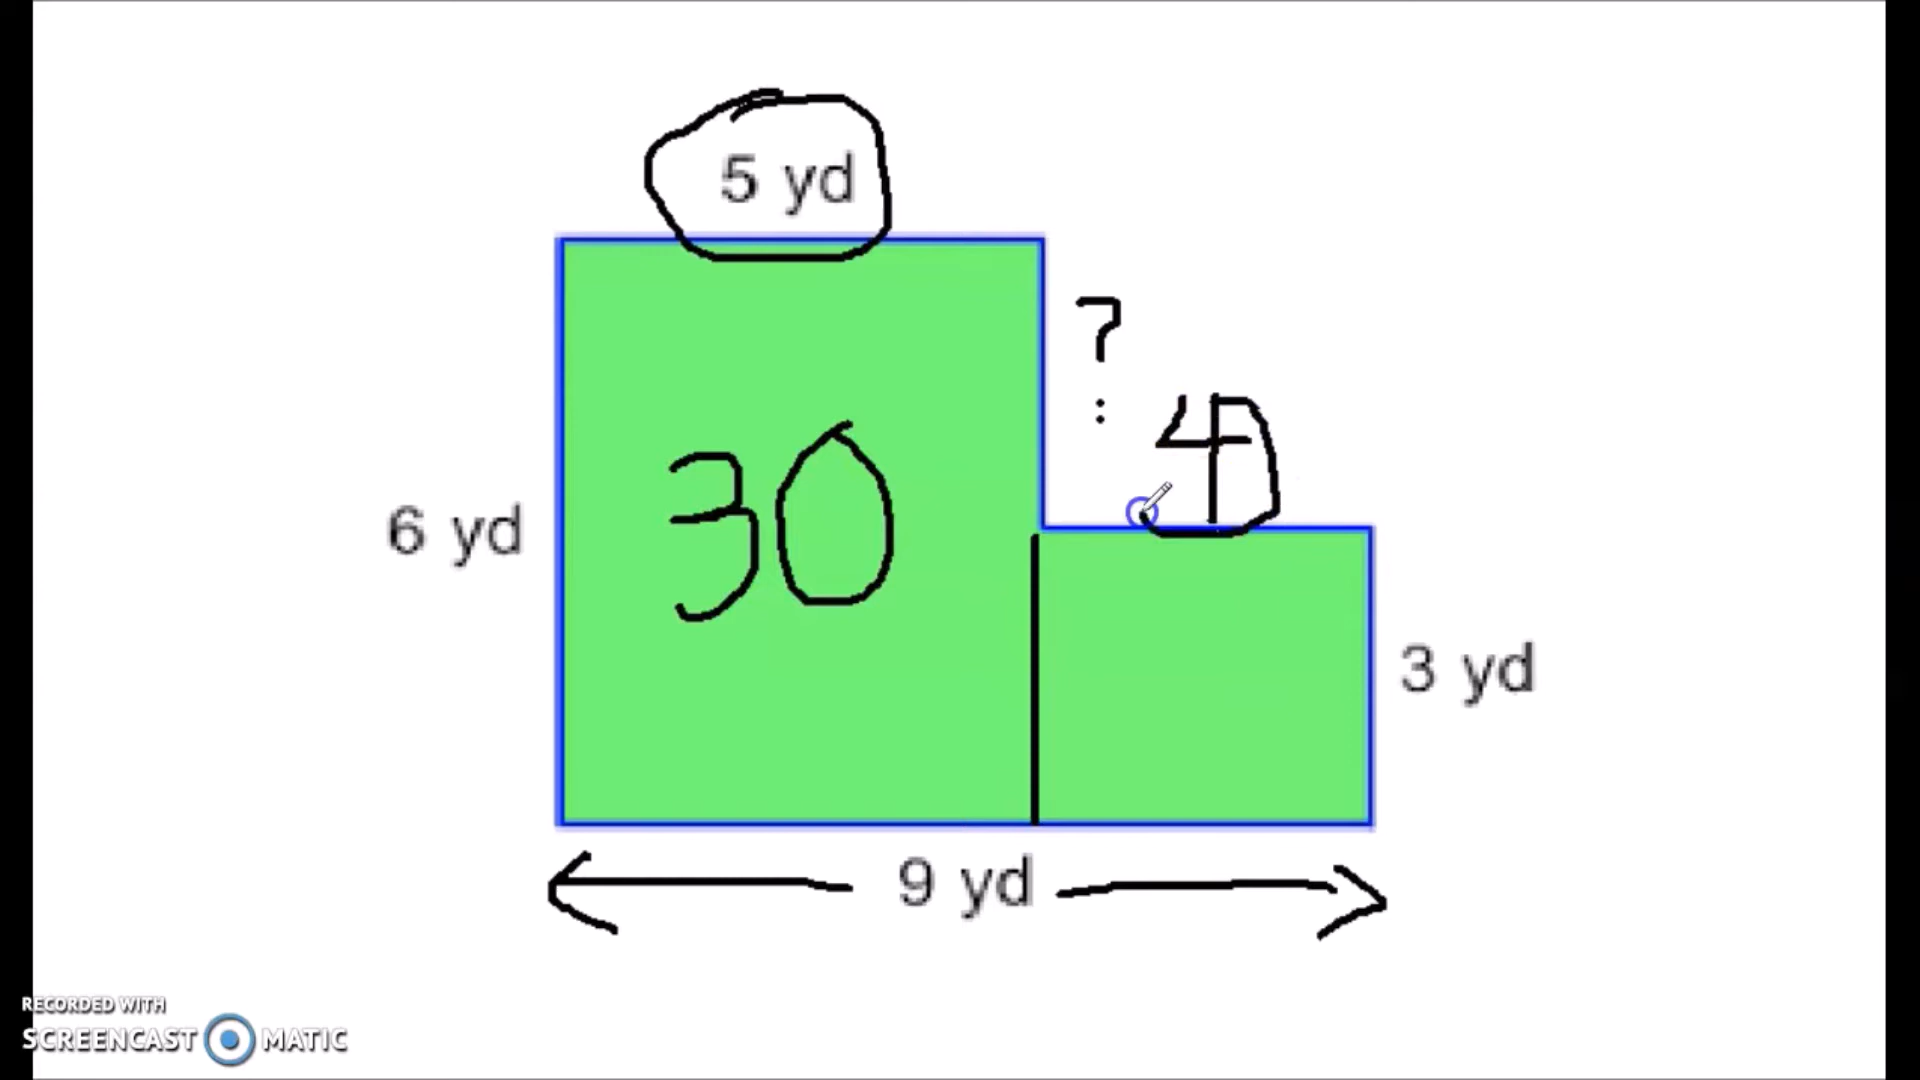 5 yd
?
:
4
30
6 yd
3 yd
9 yd
RECORDED WITH
SCREENCAST MATIC